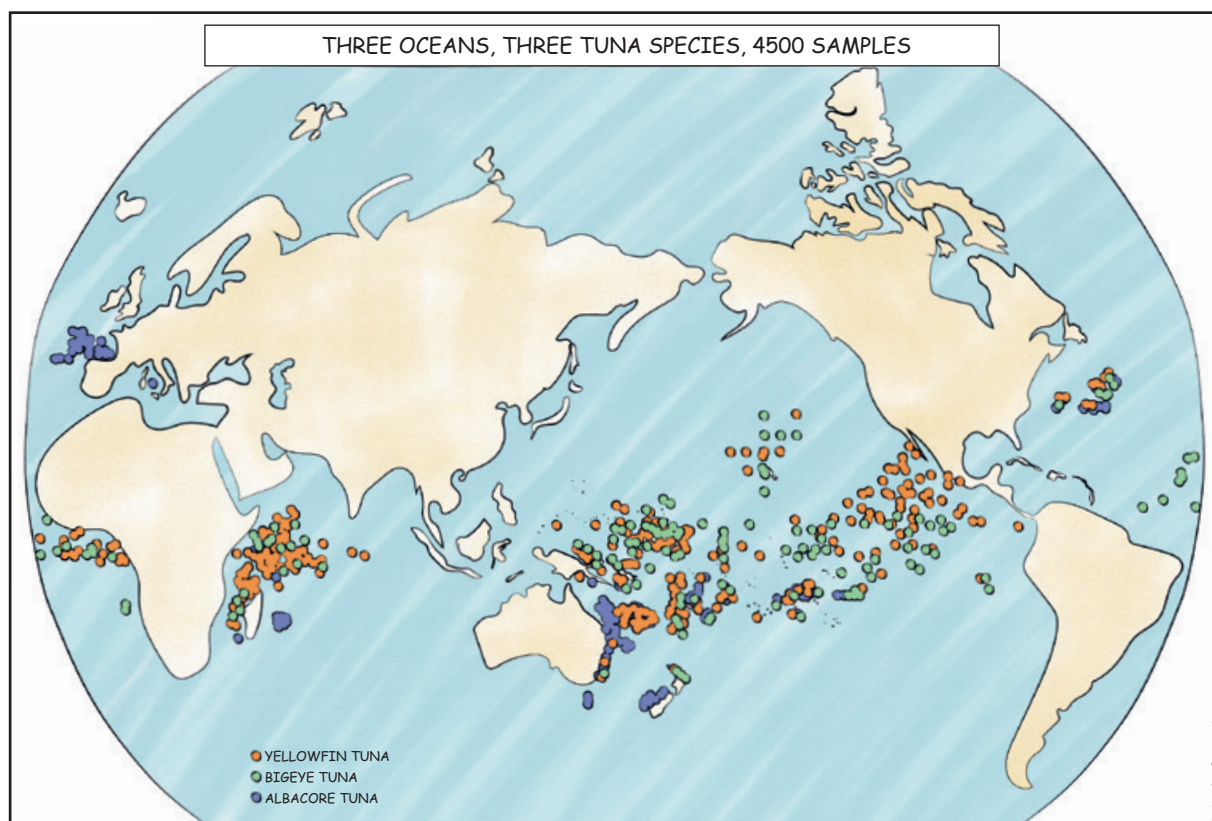 THREE OCEANS, THREE TUNA SPECIES, 4500 SAMPLES
YELLOWFIN TUNA
BIGEYE TUNA
ALBACORE TUNA